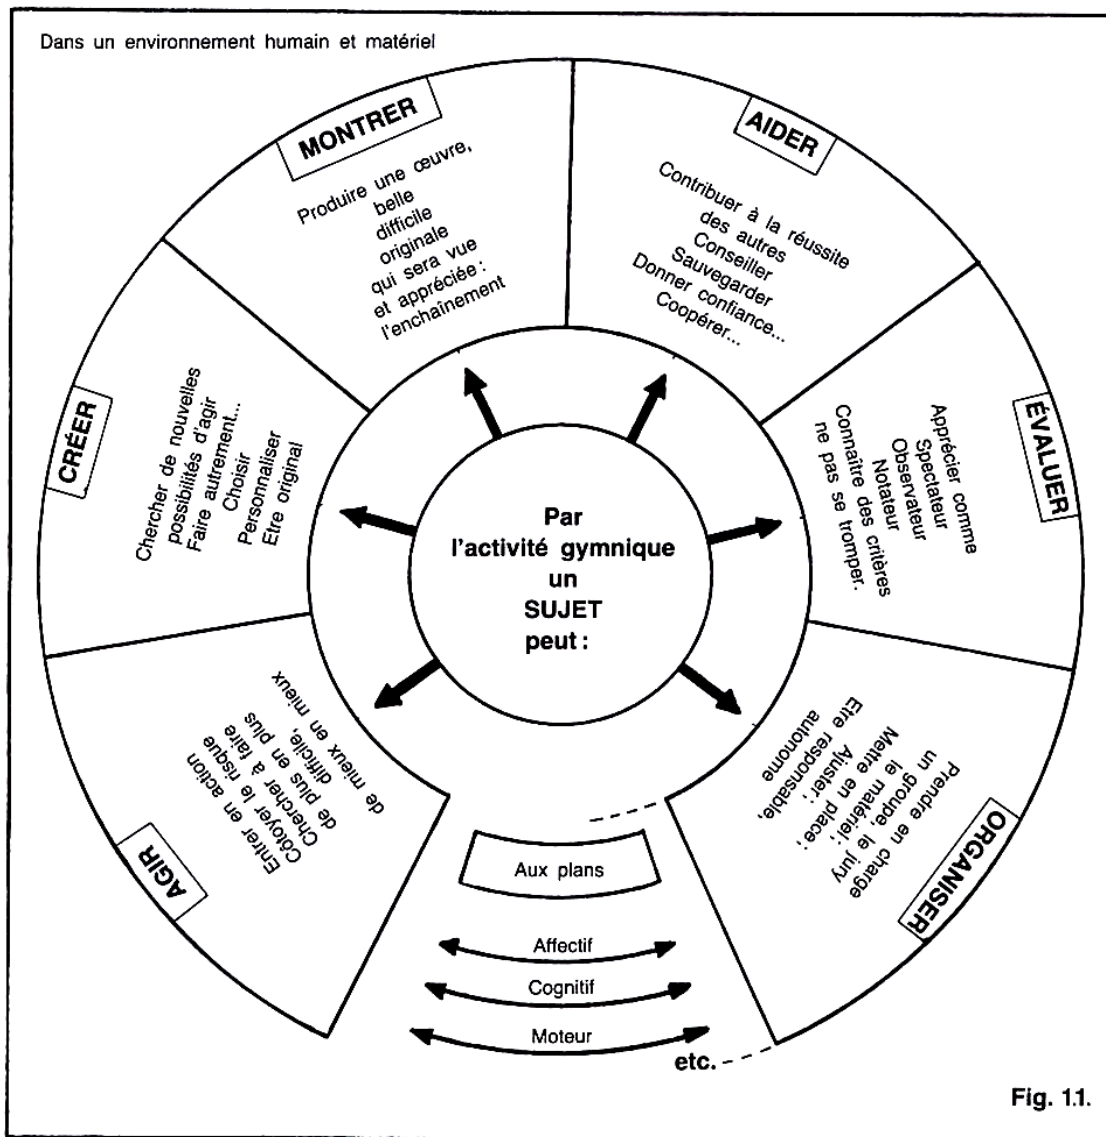 Dans un environnement humain et matériel
MONTRER
Produire une œuvre,
belle
difficile
originale
qui sera vue
et appréciée :
l'enchaînement
AIDER
Contribuer à la réussite
des autres
Conseiller
Sauvegarder
Donner confiance...
Coopérer...
CRÉER
Chercher de nouvelles
possibilités d'agir
Faire autrement...
Choisir
Personnaliser
Etre original
ÉVALUER
Apprécier comme
Spectateur
Observateur
Notateur
Connaître des critères
ne pas se tromper.
Par
l'activité gymnique
un
SUJET
peut :
AGIR
Entrer en action
Côtoyer le risque
Chercher à faire
de plus en plus
difficile,
de mieux en mieux
ORGANISER
Prendre en charge
un groupe, le jury
le matériel ;
Mettre en place ;
Ajuster :
Etre responsable,
autonome
Aux plans
Affectif
Cognitif
Moteur
etc.
Fig. 1.1.